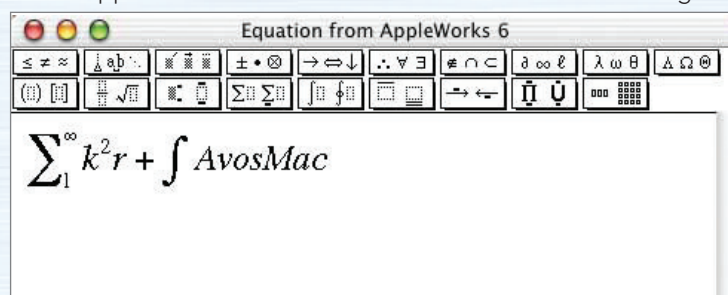 Equation from AppleWorks 6
≤ ≠ ≈ ± • ⊗ → ⇔ ↓ ∴ ∀ ∃ ∉ ∩ ⊂ ∂ ∞ ℓ λ ω θ Λ Ω Θ
∑ ∑ ∫ ∮ → ← Π Ụ
∑₁^∞ k²r + ∫ AvosMac